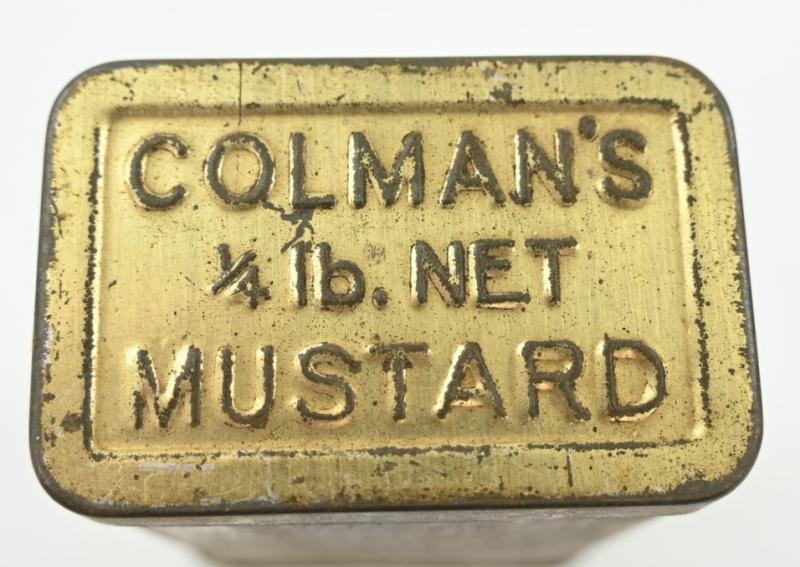 COLMAN'S
¼ lb. NET
MUSTARD